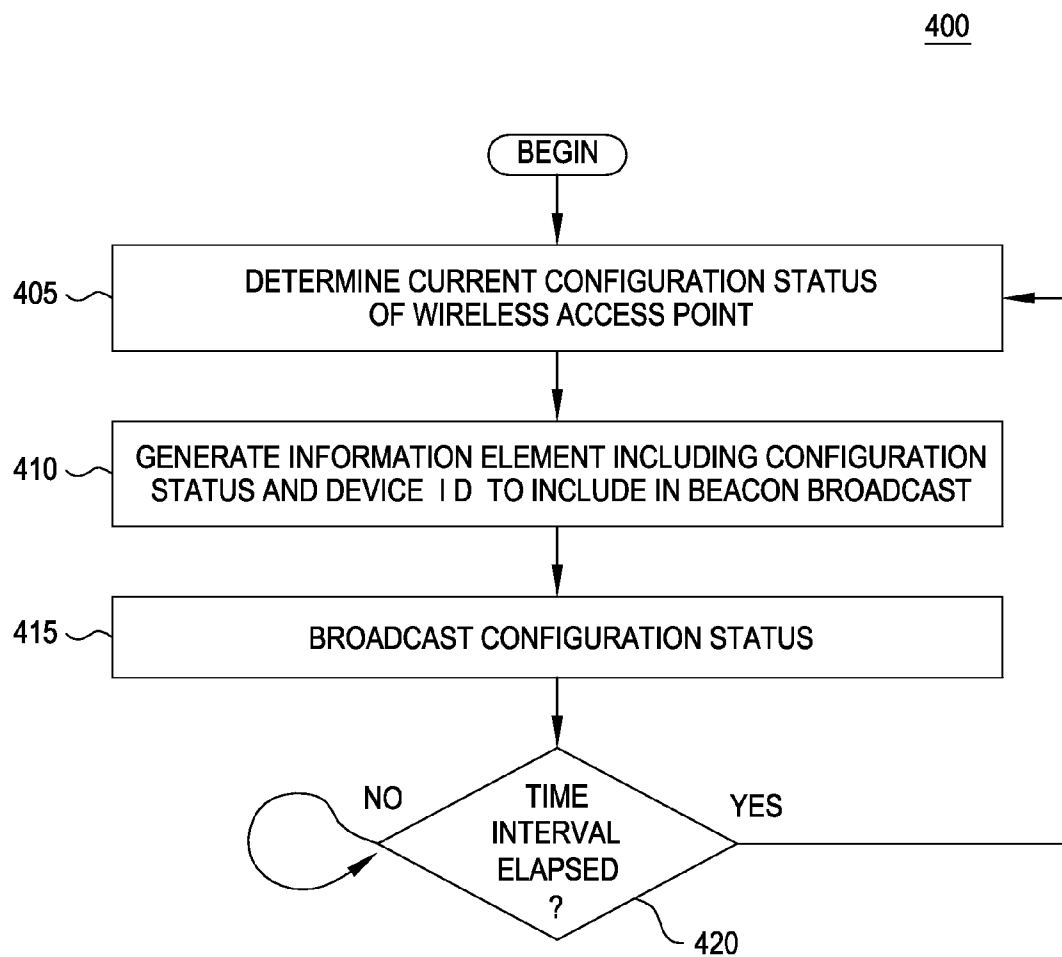 400
BEGIN
405
DETERMINE CURRENT CONFIGURATION STATUS
OF WIRELESS ACCESS POINT
410
GENERATE INFORMATION ELEMENT INCLUDING CONFIGURATION
STATUS AND DEVICE I D TO INCLUDE IN BEACON BROADCAST
415
BROADCAST CONFIGURATION STATUS
NO
TIME
INTERVAL
ELAPSED
?
YES
420